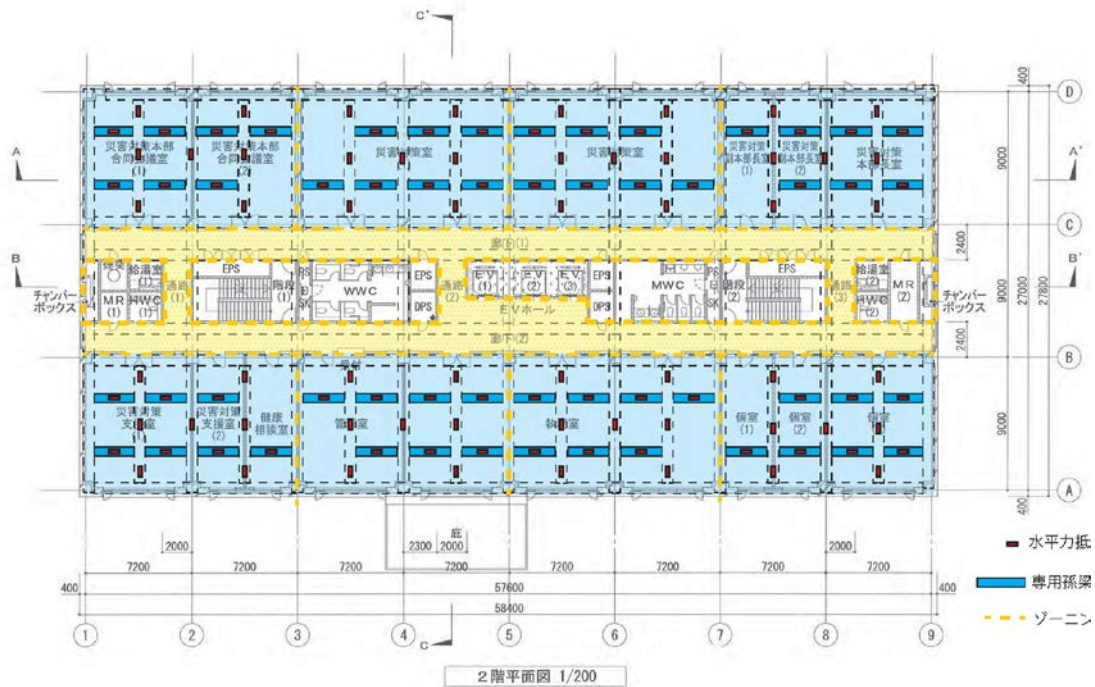 C'
400
D
災害対策本部
合同会議室
(1)
災害対策本部
合同会議室
(2)
災害対策室
災害対策室
災害対策
副本部長室
(1)
災害対策
副本部長室
(2)
災害対策
本部長室
A
A'
9000
C
廊下(1)
2400
B
B'
給湯室
(1)
通路
(1)
EPS
階段
(1)
PS
SK
WWC
EPS
通路
(2)
EV
(1)
EV
(2)
EV
(3)
EPS
MWC
PS
SK
階段
(2)
EPS
通路
(3)
給湯室
(2)
MR
(2)
チャンバー
ボックス
MR
(1)
HWC
(1)
DPS
EVホール
DPS
HWC
(2)
チャンバー
ボックス
9000
27000
27800
廊下(2)
2400
B
受付
災害対策
支援室
(1)
災害対策
支援室
(2)
健康
相談室
個室
(1)
個室
(2)
個室
9000
A
400
庇
2000
2300
2000
2000
7200
7200
7200
7200
7200
7200
7200
7200
400
57600
400
58400
1
2
3
4
5
6
7
8
9
C
水平力抵
専用孫梁
ゾーニン
2階平面図 1/200